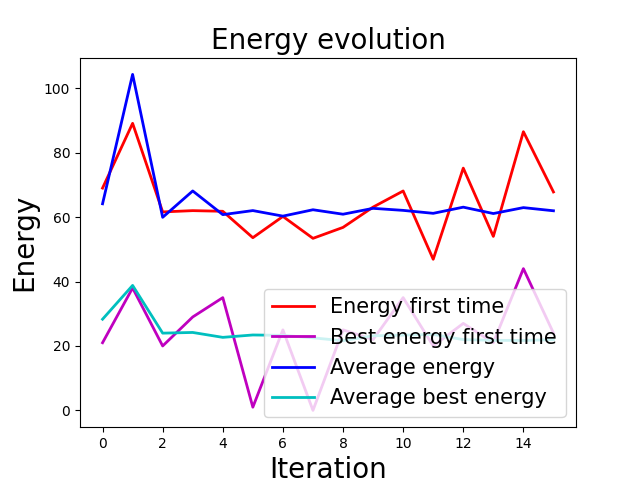 Energy evolution
Energy
100
80
60
40
20
0
Energy first time
Best energy first time
Average energy
Average best energy
0 2 4 6 8 10 12 14
Iteration